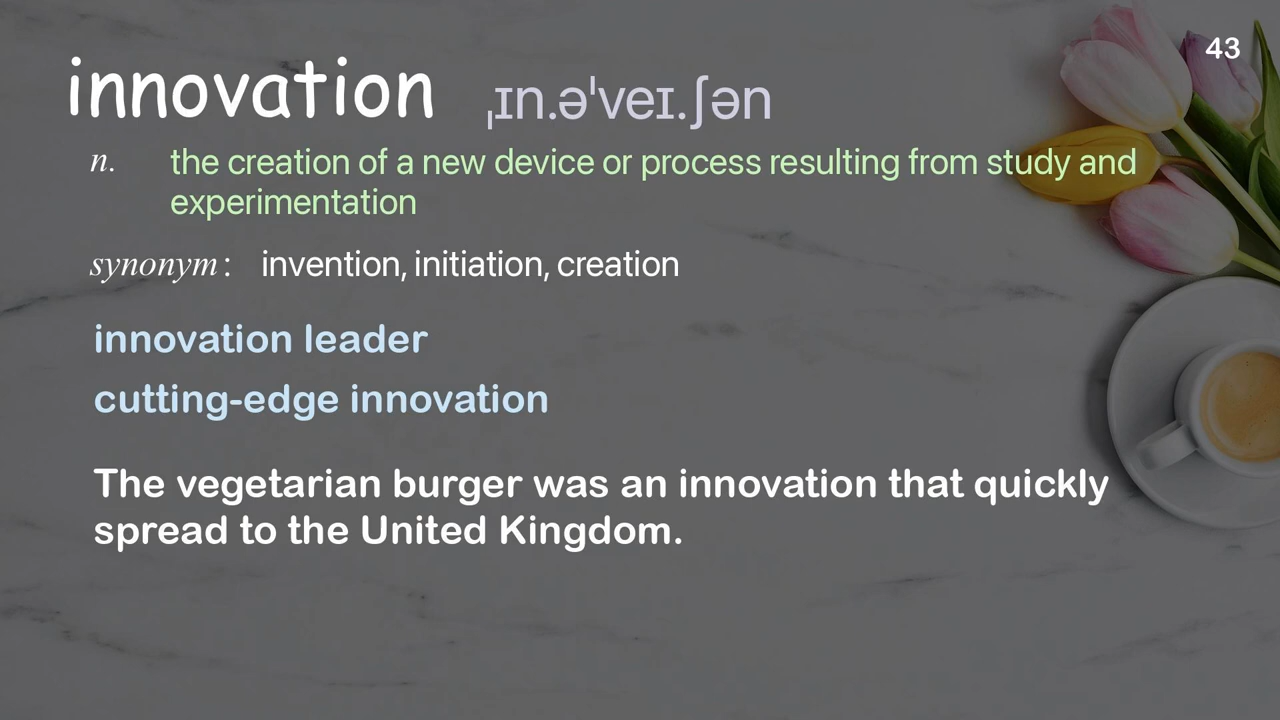 43
innovation ˌɪn.əˈveɪ.ʃən
n. the creation of a new device or process resulting from study and
experimentation
synonym : invention, initiation, creation
innovation leader
cutting-edge innovation
The vegetarian burger was an innovation that quickly
spread to the United Kingdom.